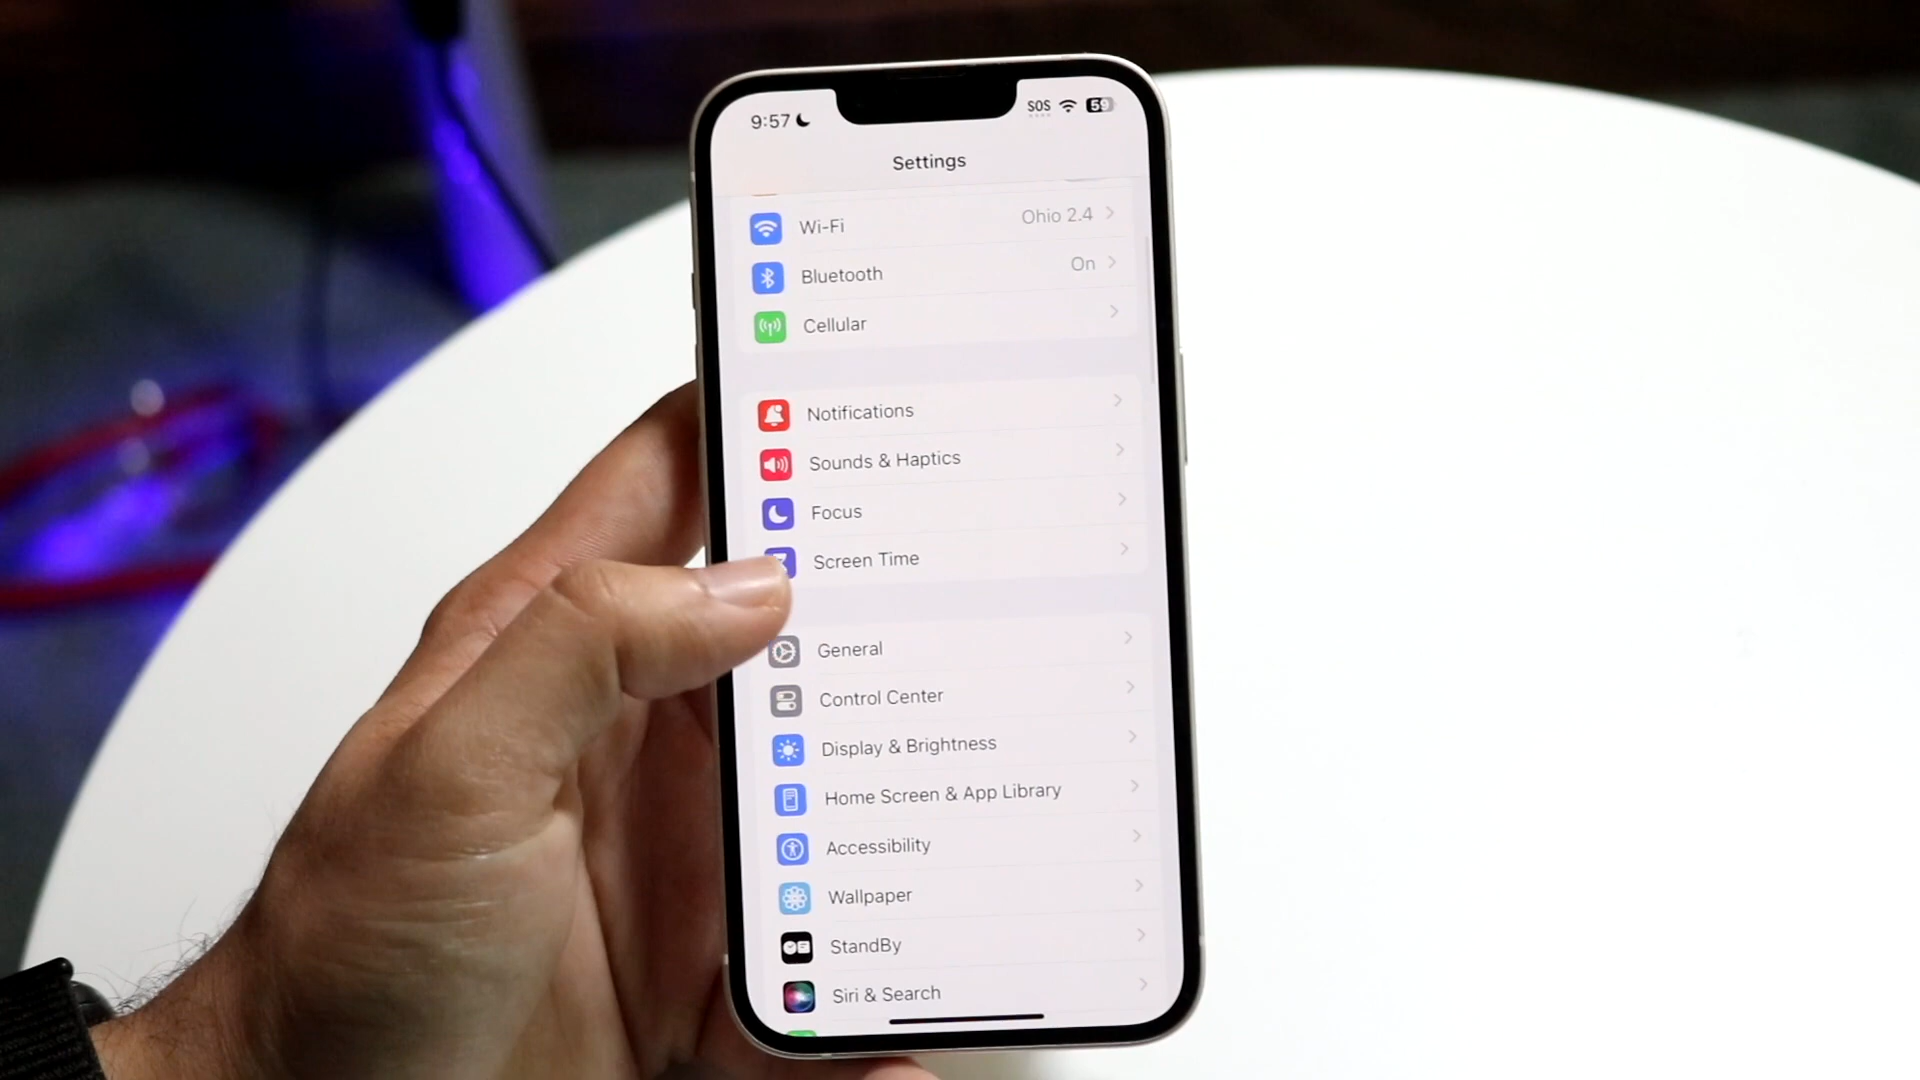 9:57 SOS 59
Settings
Wi-Fi Ohio 2.4
Bluetooth On
Cellular
Notifications
Sounds & Haptics
Focus
Screen Time
General
Control Center
Display & Brightness
Home Screen & App Library
Accessibility
Wallpaper
StandBy
Siri & Search